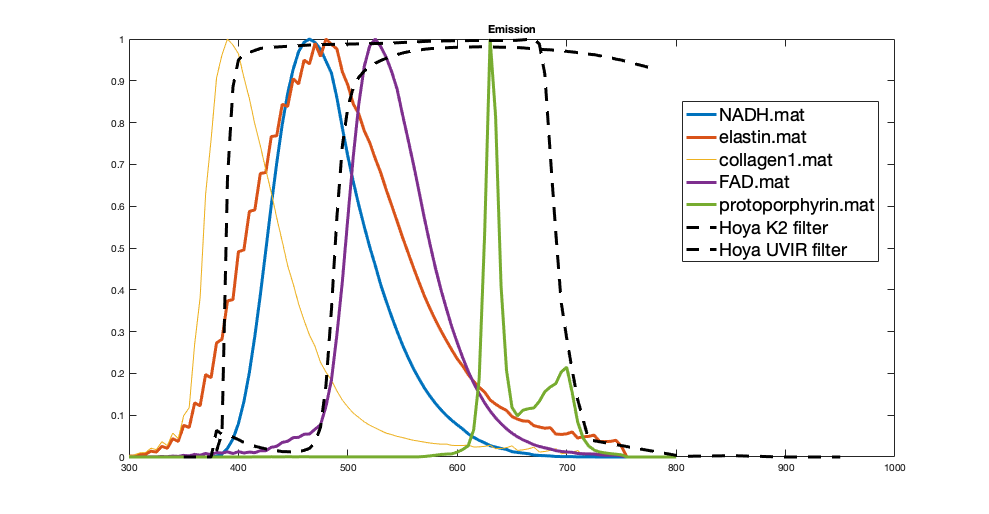 Emission
1
0.9
0.8
0.7
0.6
0.5
0.4
0.3
0.2
0.1
0
NADH.mat
elastin.mat
collagen1.mat
FAD.mat
protoporphyrin.mat
Hoya K2 filter
Hoya UVIR filter
300 400 500 600 700 800 900 1000